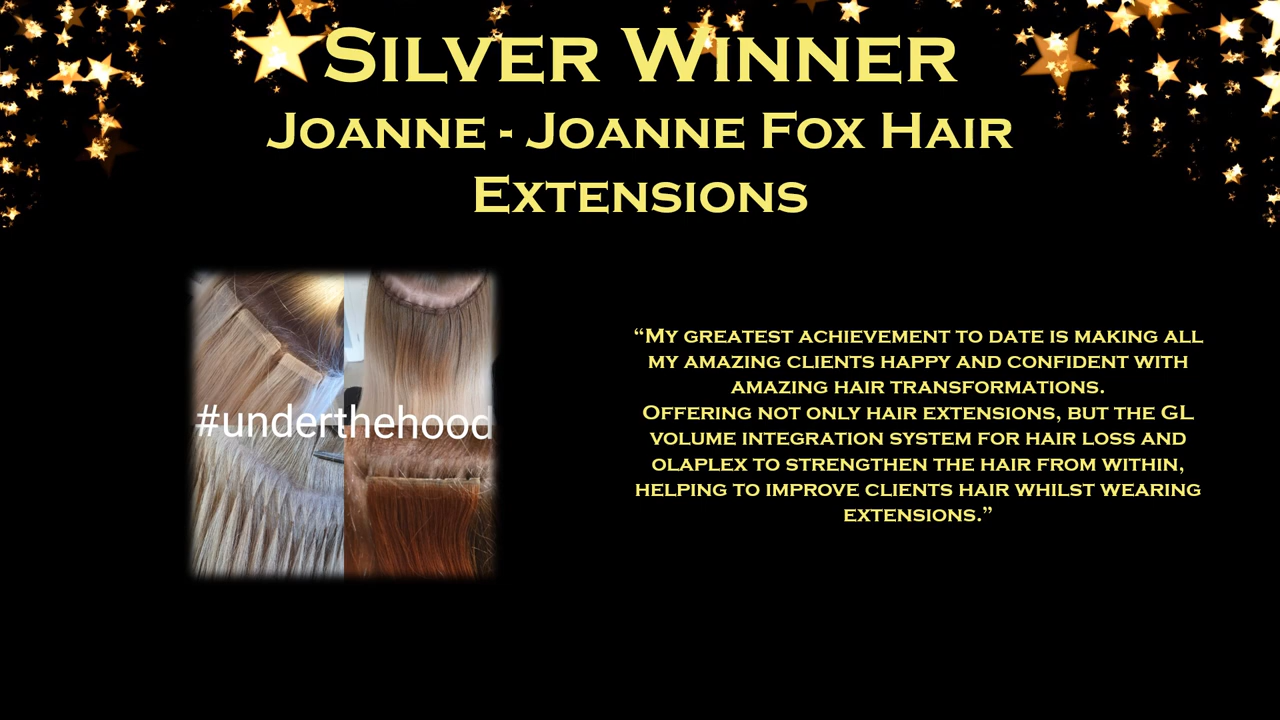 Silver Winner
Joanne - Joanne Fox Hair
Extensions
#underthehood
“My greatest achievement to date is making all
my amazing clients happy and confident with
amazing hair transformations.
Offering not only hair extensions, but the GL
volume integration system for hair loss and
olaplex to strengthen the hair from within,
helping to improve clients hair whilst wearing
extensions.”